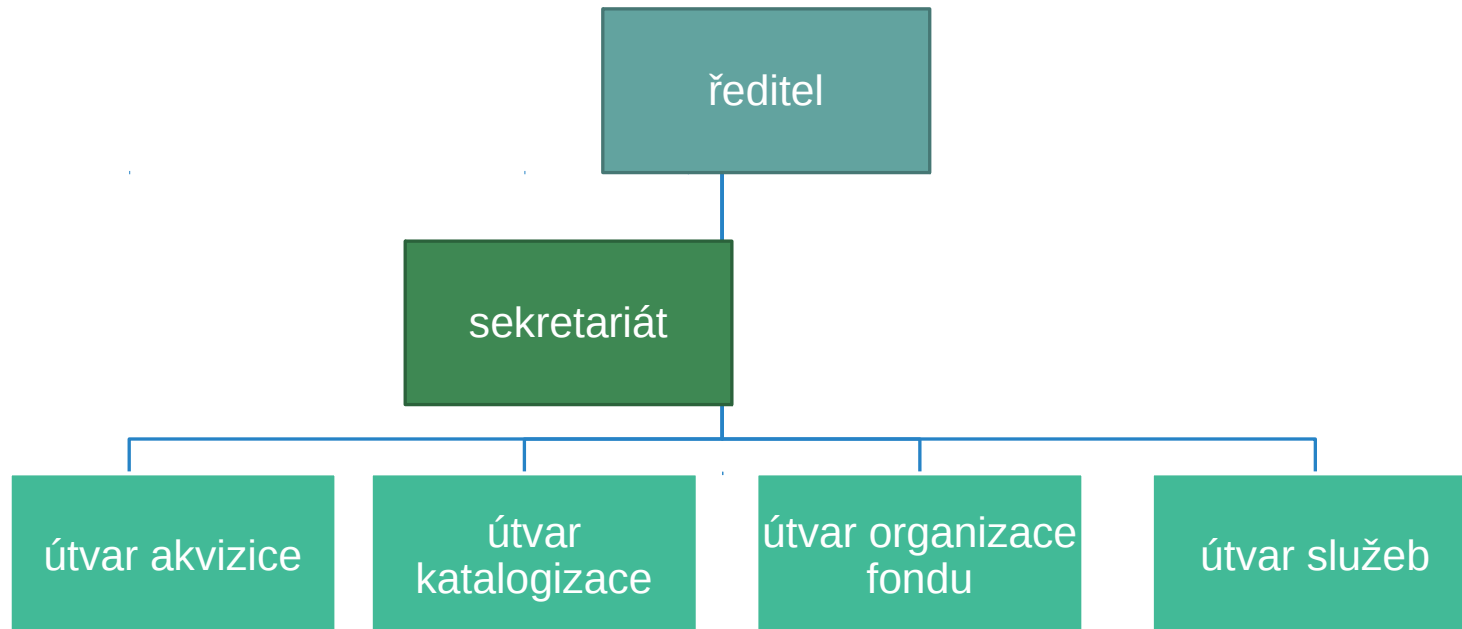 ředitel
sekretariát
útvar akvizice
útvar
katalogizace
útvar organizace
fondu
útvar služeb